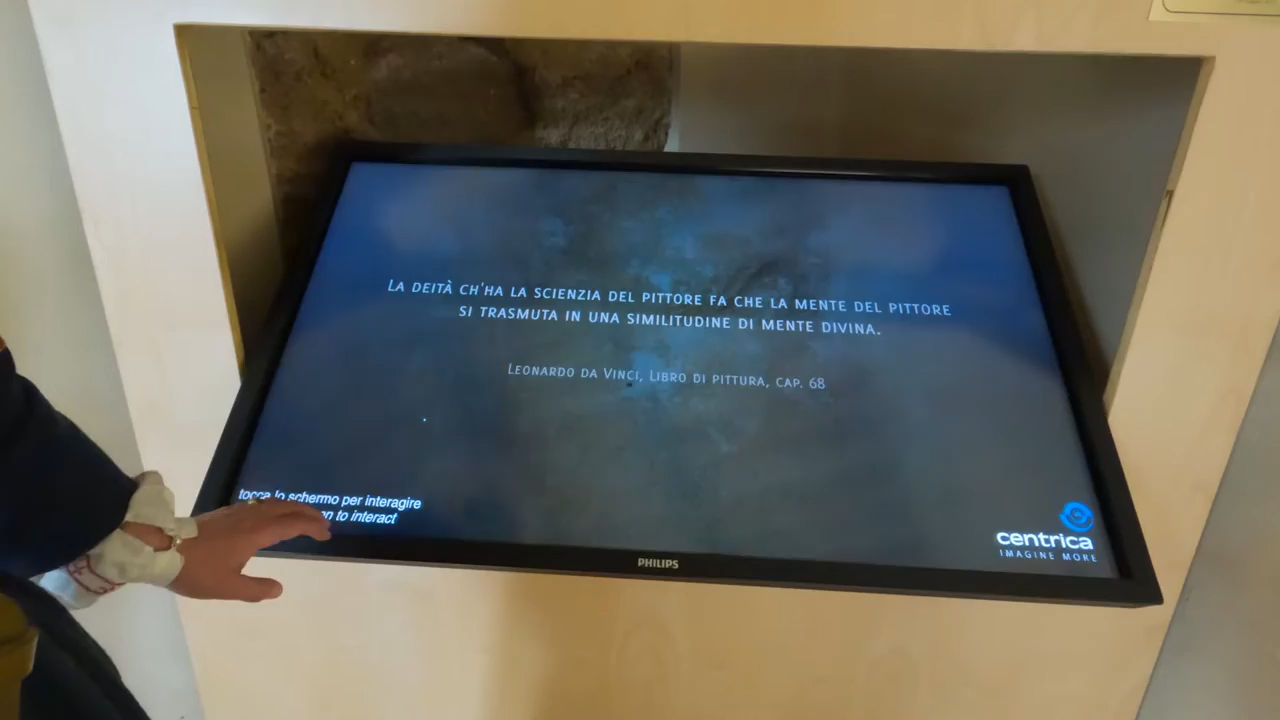 La deità ch'ha la scienzia del pittore fa che la mente del pittore
si trasmuta in una similitudine di mente divina.
Leonardo da Vinci, Libro di pittura, cap. 68
tocca lo schermo per interagire
to interact
centrica
IMAGINE MORE
PHILIPS